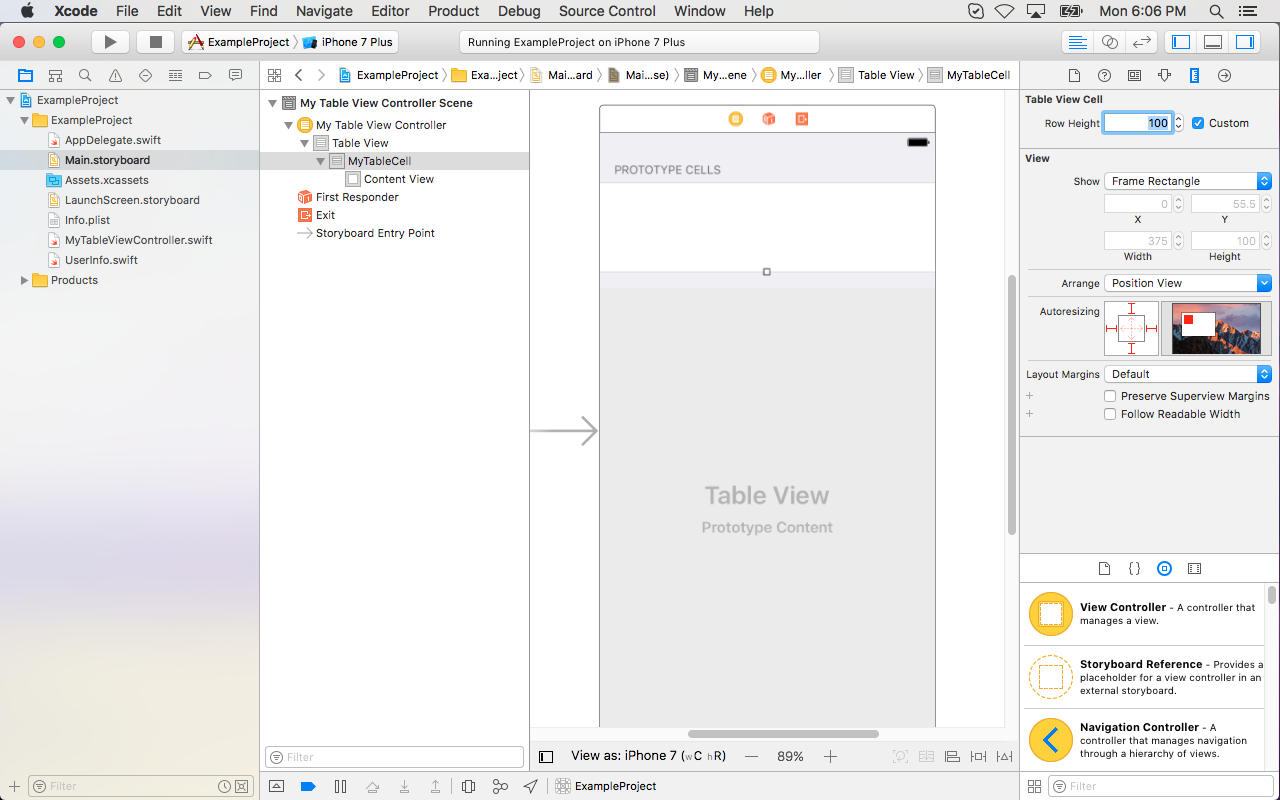 Xcode File Edit View Find Navigate Editor Product Debug Source Control Window Help Mon 6:06 PM
ExampleProject iPhone 7 Plus Running ExampleProject on iPhone 7 Plus
ExampleProject Exa...ject) Mai...ard Mai...se) My...ene My...ller Table View MyTableCell
ExampleProject
ExampleProject
AppDelegate.swift
Main.storyboard
Assets.xcassets
LaunchScreen.storyboard
Info.plist
MyTableViewController.swift
UserInfo.swift
Products
Filter
My Table View Controller Scene
My Table View Controller
Table View
MyTableCell
Content View
First Responder
Exit
Storyboard Entry Point
Filter
PROTOTYPE CELLS
Table View
Prototype Content
View as: iPhone 7 (wC hR) — 89% +
ExampleProject
Table View Cell
Row Height 100 Custom
View
Show Frame Rectangle
0 55.5
X Y
375 100
Width Height
Arrange Position View
Autoresizing
Layout Margins Default
+ Preserve Superview Margins
+ Follow Readable Width
{}
View Controller - A controller that
manages a view.
Storyboard Reference - Provides a
placeholder for a view controller in an
external storyboard.
Navigation Controller - A
controller that manages navigation
through a hierarchy of views.
Filter